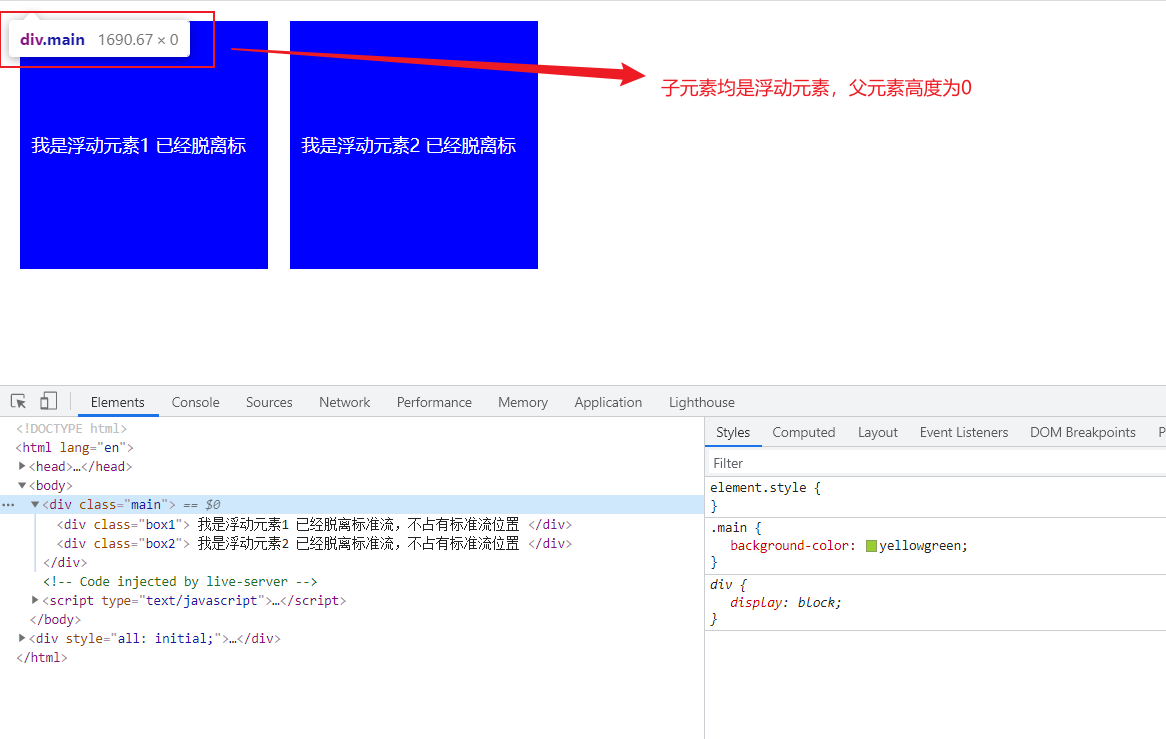 div.main 1690.67 × 0
子元素均是浮动元素，父元素高度为0
我是浮动元素1 已经脱离标
我是浮动元素2 已经脱离标
Elements Console Sources Network Performance Memory Application Lighthouse
<!DOCTYPE html>
<html lang="en">
<head>…</head>
<body>
<div class="main"> == $0
<div class="box1"> 我是浮动元素1 已经脱离标准流，不占有标准流位置 </div>
<div class="box2"> 我是浮动元素2 已经脱离标准流，不占有标准流位置 </div>
</div>
<!-- Code injected by live-server -->
<script type="text/javascript">…</script>
</body>
<div style="all: initial;">…</div>
</html>
Styles Computed Layout Event Listeners DOM Breakpoints P
Filter
element.style {
}
.main {
background-color: yellowgreen;
}
div {
display: block;
}